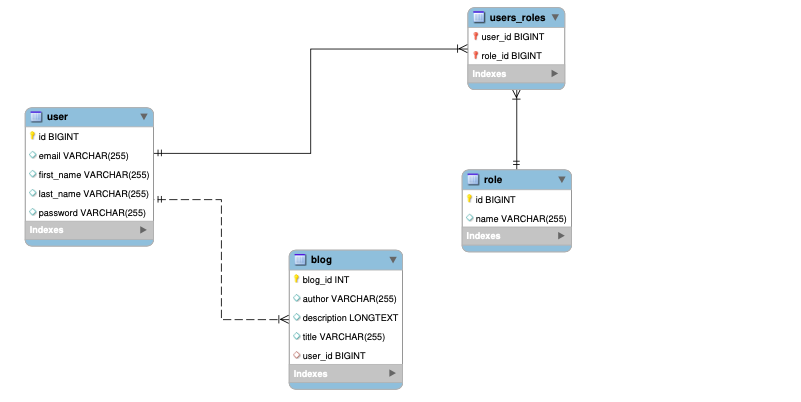 users_roles
user_id BIGINT
role_id BIGINT
Indexes
user
id BIGINT
email VARCHAR(255)
first_name VARCHAR(255)
last_name VARCHAR(255)
password VARCHAR(255)
Indexes
role
id BIGINT
name VARCHAR(255)
Indexes
blog
blog_id INT
author VARCHAR(255)
description LONGTEXT
title VARCHAR(255)
user_id BIGINT
Indexes